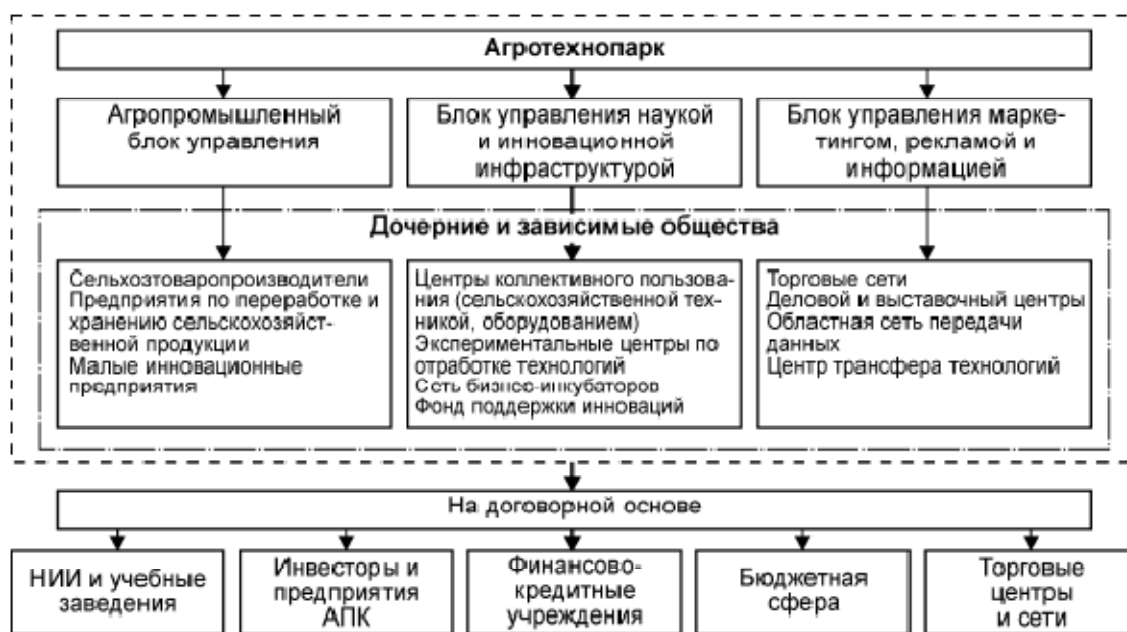 Агротехнопарк
Агропромышленный
блок управления
Блок управления наукой
и инновационной
инфраструктурой
Блок управления марке-
тингом, рекламой и
информацией
Дочерние и зависимые общества
Сельхозтоваропроизводители
Предприятия по переработке и
хранению сельскохозяйст-
венной продукции
Малые инновационные
предприятия
Центры коллективного пользова-
ния (сельскохозяйственной тех-
никой, оборудованием)
Экспериментальные центры по
отработке технологий
Сеть бизнес-инкубаторов
Фонд поддержки инноваций
Торговые сети
Деловой и выставочный центры
Областная сеть передачи
данных
Центр трансфера технологий
На договорной основе
НИИ и учебные
заведения
Инвесторы и
предприятия
АПК
Финансово-
кредитные
учреждения
Бюджетная
сфера
Торговые
центры
и сети